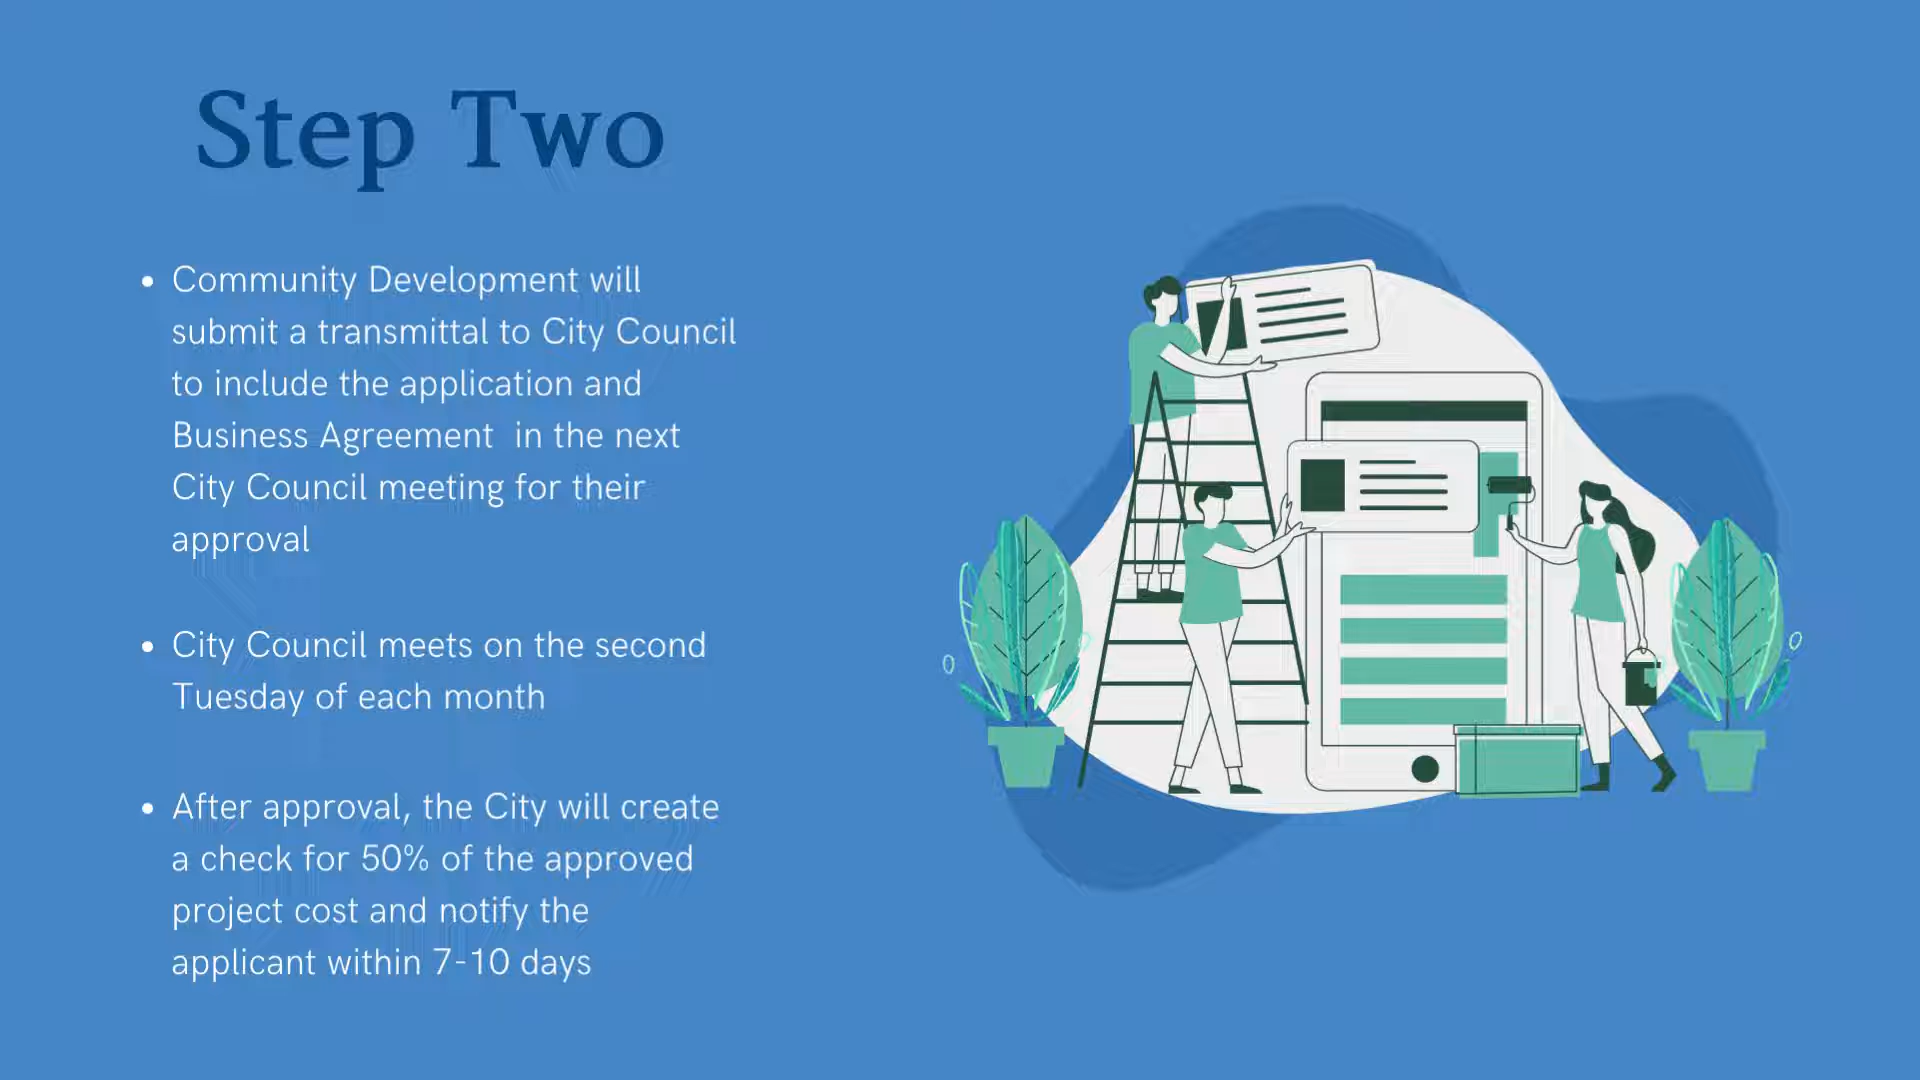 Step Two
• Community Development will
submit a transmittal to City Council
to include the application and
Business Agreement  in the next
City Council meeting for their
approval
• City Council meets on the second
Tuesday of each month
• After approval, the City will create
a check for 50% of the approved
project cost and notify the
applicant within 7-10 days